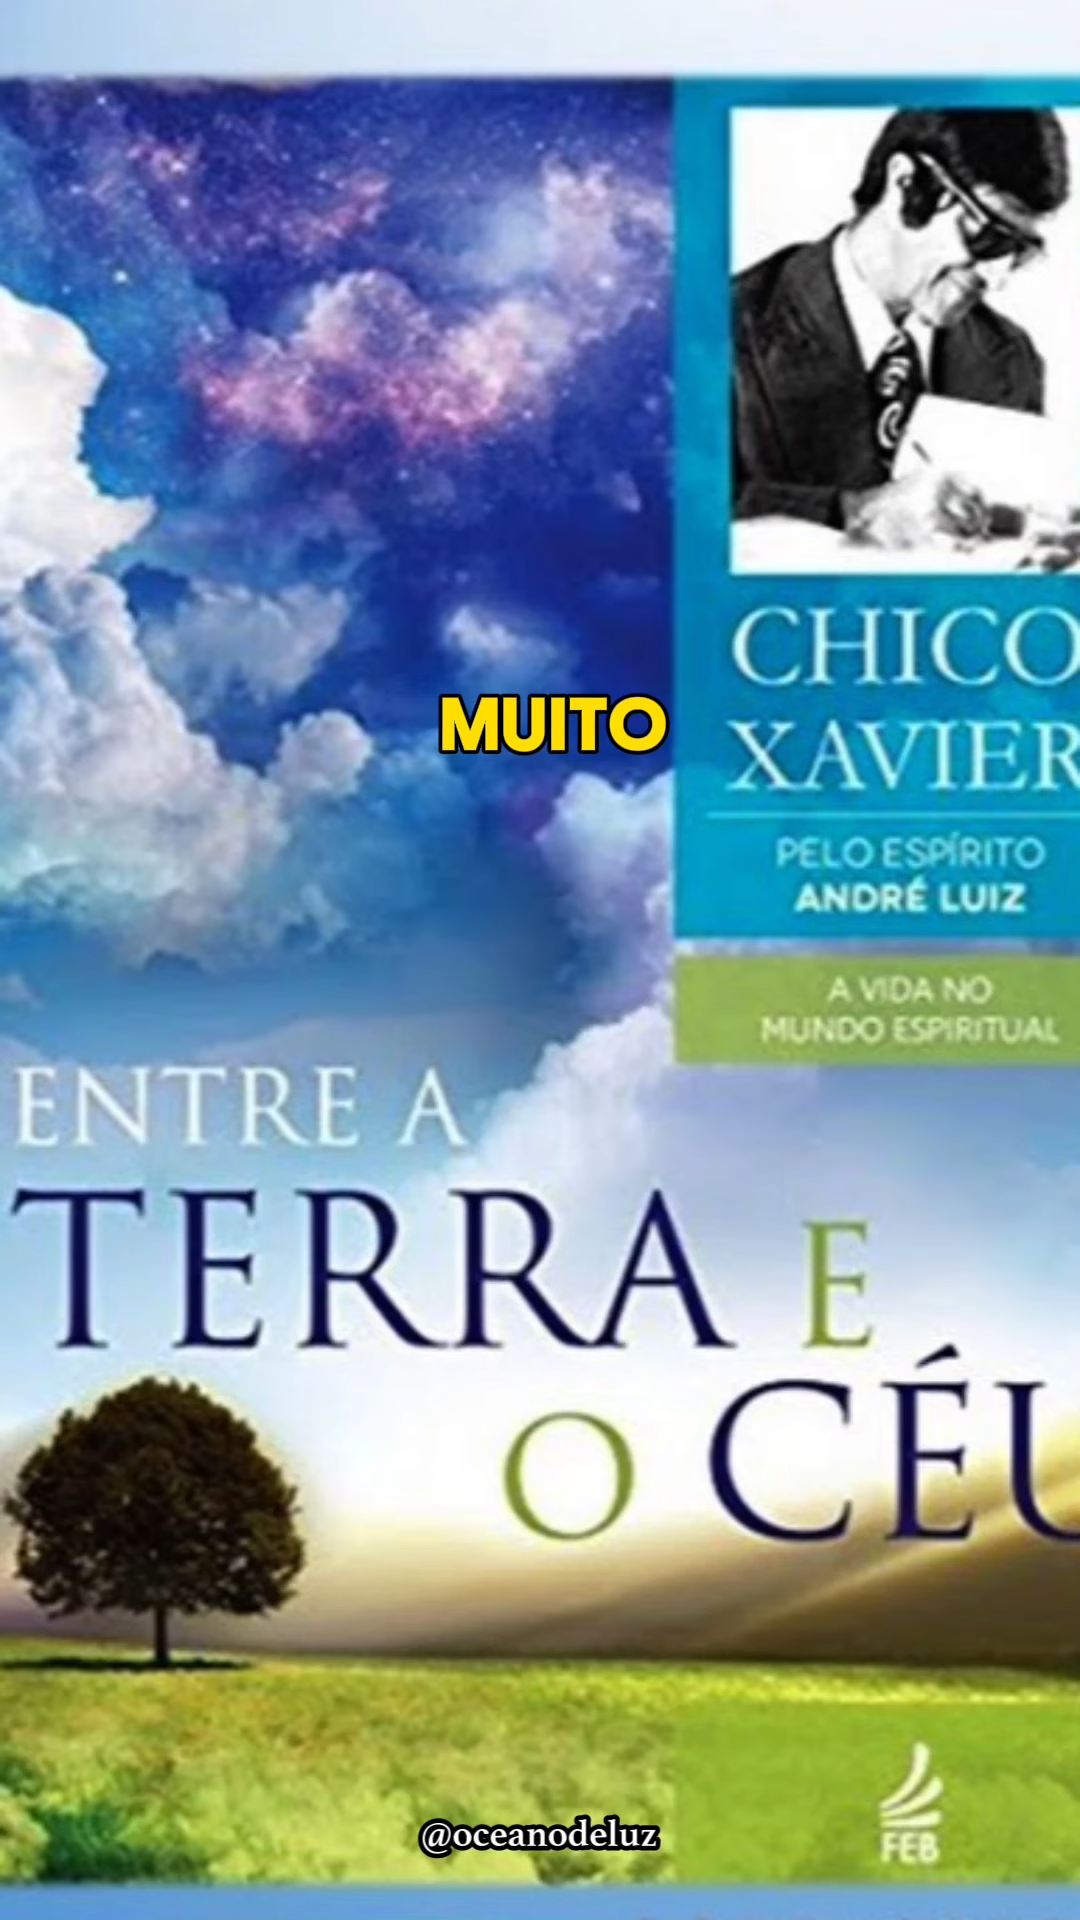 CHICO
XAVIER
PELO ESPÍRITO
ANDRÉ LUIZ
A VIDA NO
MUNDO ESPIRITUAL
MUITO
ENTRE A
TERRA E
O CÉU
FEB
@oceanodeluz